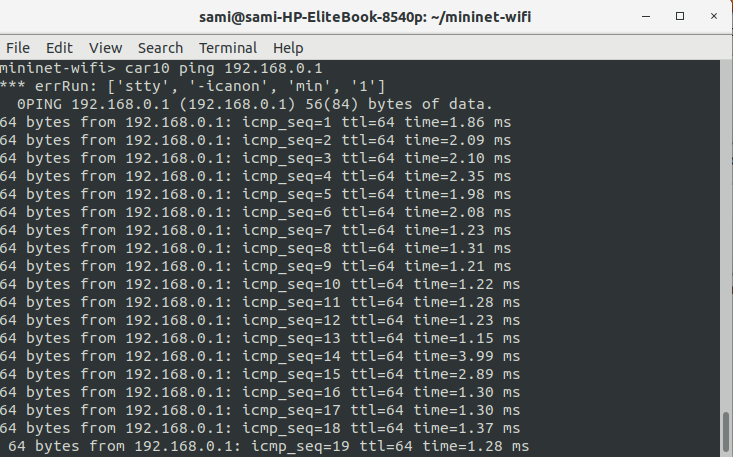 sami@sami-HP-EliteBook-8540p: ~/mininet-wifi
File Edit View Search Terminal Help
mininet-wifi> car10 ping 192.168.0.1
*** errRun: ['stty', '-icanon', 'min', '1']
  0PING 192.168.0.1 (192.168.0.1) 56(84) bytes of data.
64 bytes from 192.168.0.1: icmp_seq=1 ttl=64 time=1.86 ms
64 bytes from 192.168.0.1: icmp_seq=2 ttl=64 time=2.09 ms
64 bytes from 192.168.0.1: icmp_seq=3 ttl=64 time=2.10 ms
64 bytes from 192.168.0.1: icmp_seq=4 ttl=64 time=2.35 ms
64 bytes from 192.168.0.1: icmp_seq=5 ttl=64 time=1.98 ms
64 bytes from 192.168.0.1: icmp_seq=6 ttl=64 time=2.08 ms
64 bytes from 192.168.0.1: icmp_seq=7 ttl=64 time=1.23 ms
64 bytes from 192.168.0.1: icmp_seq=8 ttl=64 time=1.31 ms
64 bytes from 192.168.0.1: icmp_seq=9 ttl=64 time=1.21 ms
64 bytes from 192.168.0.1: icmp_seq=10 ttl=64 time=1.22 ms
64 bytes from 192.168.0.1: icmp_seq=11 ttl=64 time=1.28 ms
64 bytes from 192.168.0.1: icmp_seq=12 ttl=64 time=1.23 ms
64 bytes from 192.168.0.1: icmp_seq=13 ttl=64 time=1.15 ms
64 bytes from 192.168.0.1: icmp_seq=14 ttl=64 time=3.99 ms
64 bytes from 192.168.0.1: icmp_seq=15 ttl=64 time=2.89 ms
64 bytes from 192.168.0.1: icmp_seq=16 ttl=64 time=1.30 ms
64 bytes from 192.168.0.1: icmp_seq=17 ttl=64 time=1.30 ms
64 bytes from 192.168.0.1: icmp_seq=18 ttl=64 time=1.37 ms
 64 bytes from 192.168.0.1: icmp_seq=19 ttl=64 time=1.28 ms